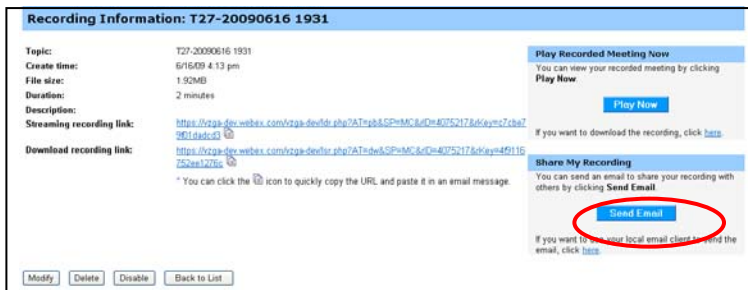 Recording Information: T27-20090616 1931
Topic: T27-20090616 1931
Create time: 6/16/09 4:13 pm
File size: 1.92MB
Duration: 2 minutes
Description:
Streaming recording link: https://vzga-dev.webex.com/vzga-dev/ldr.php?AT=pb&SP=MC&rID=4075217&rKey=c7cbe7
9f01dadcd3
Download recording link: https://vzga-dev.webex.com/vzga-dev/lsr.php?AT=dw&SP=MC&rID=4075217&rKey=4f9116
752ee1276c
* You can click the icon to quickly copy the URL and paste it in an email message.
Play Recorded Meeting Now
You can view your recorded meeting by clicking
Play Now.
Play Now
If you want to download the recording, click here.
Share My Recording
You can send an email to share your recording with
others by clicking Send Email.
Send Email
If you want to use your local email client to send the
email, click here.
Modify Delete Disable Back to List